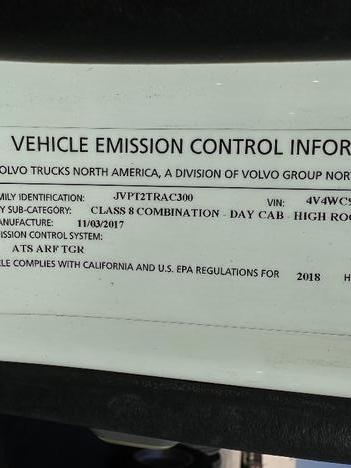 VEHICLE EMISSION CONTROL INFOR
OLVO TRUCKS NORTH AMERICA, A DIVISION OF VOLVO GROUP NOR
MILY IDENTIFICATION: JVPT2TRAC300 VIN: 4V4WC9
Y SUB-CATEGORY: CLASS 8 COMBINATION - DAY CAB - HIGH ROO
ANUFACTURE: 11/03/2017
ISSION CONTROL SYSTEM:
ATS ARF TGR
LE COMPLIES WITH CALIFORNIA AND U.S. EPA REGULATIONS FOR 2018 H